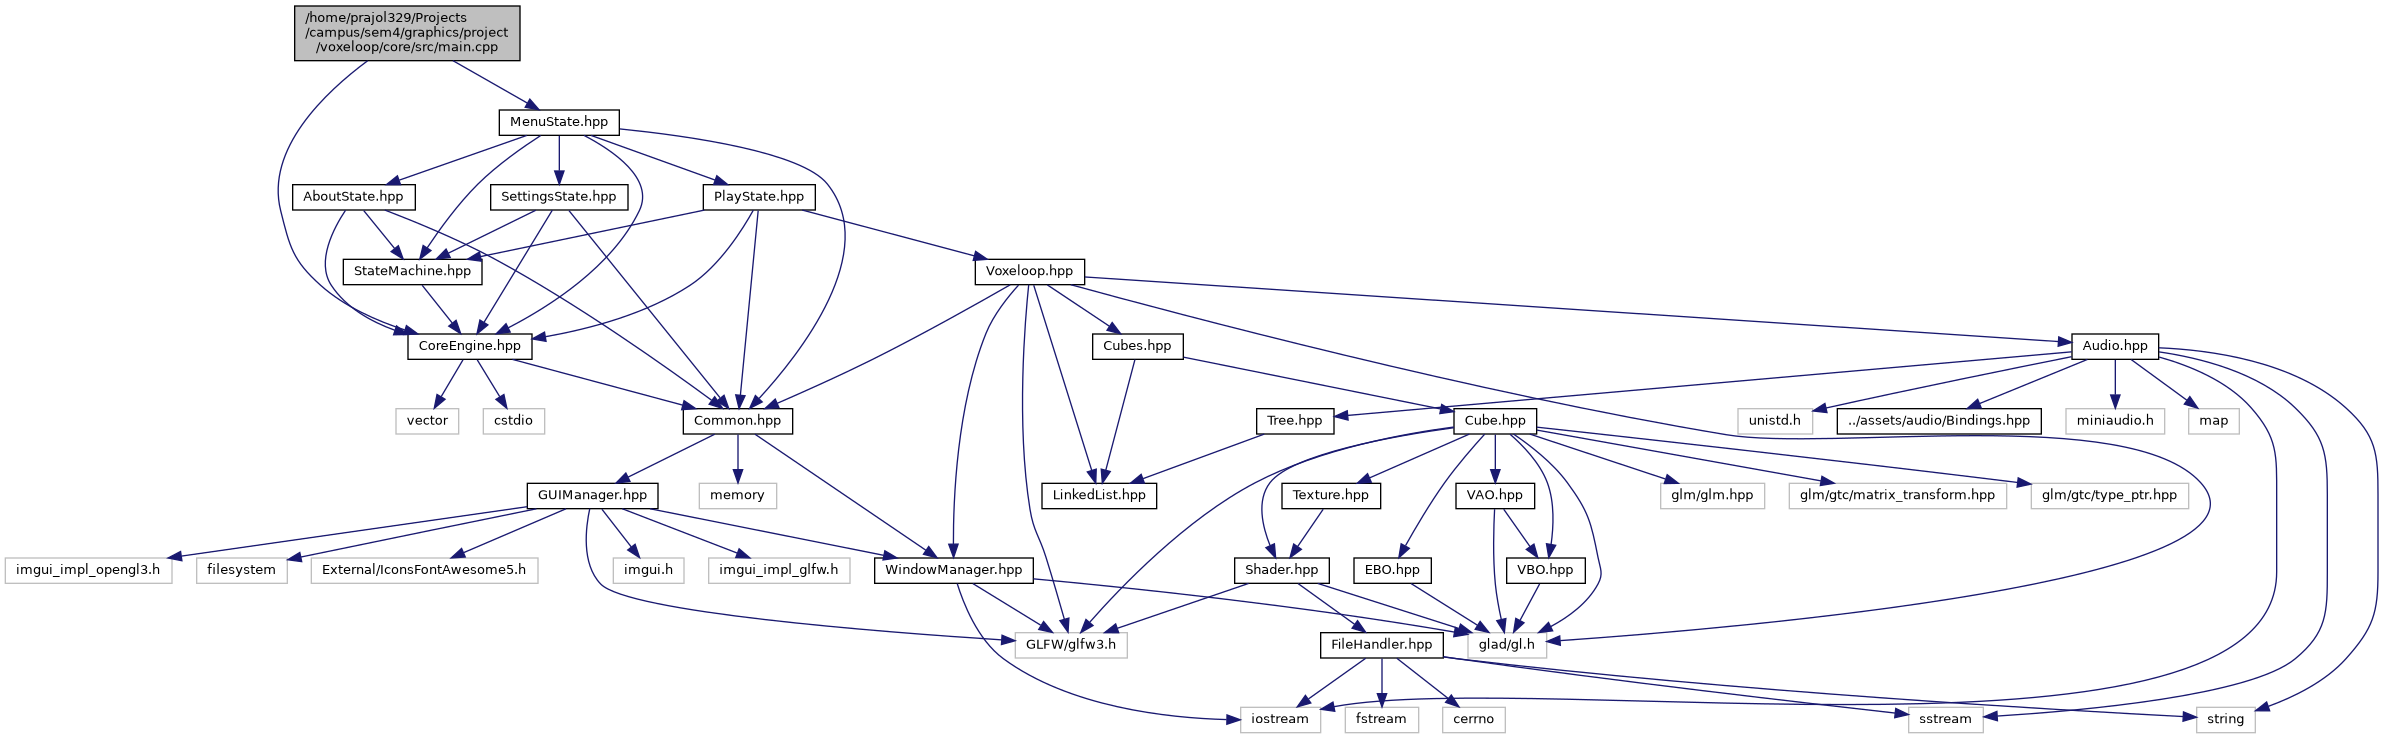 /home/prajol329/Projects
/campus/sem4/graphics/project
/voxeloop/core/src/main.cpp
MenuState.hpp
AboutState.hpp
SettingsState.hpp
PlayState.hpp
StateMachine.hpp
Voxeloop.hpp
CoreEngine.hpp
Cubes.hpp
Audio.hpp
vector
cstdio
Common.hpp
Tree.hpp
Cube.hpp
unistd.h
../assets/audio/Bindings.hpp
miniaudio.h
map
GUIManager.hpp
memory
LinkedList.hpp
Texture.hpp
VAO.hpp
glm/glm.hpp
glm/gtc/matrix_transform.hpp
glm/gtc/type_ptr.hpp
imgui_impl_opengl3.h
filesystem
External/IconsFontAwesome5.h
imgui.h
imgui_impl_glfw.h
WindowManager.hpp
Shader.hpp
EBO.hpp
VBO.hpp
GLFW/glfw3.h
FileHandler.hpp
glad/gl.h
iostream
fstream
cerrno
sstream
string